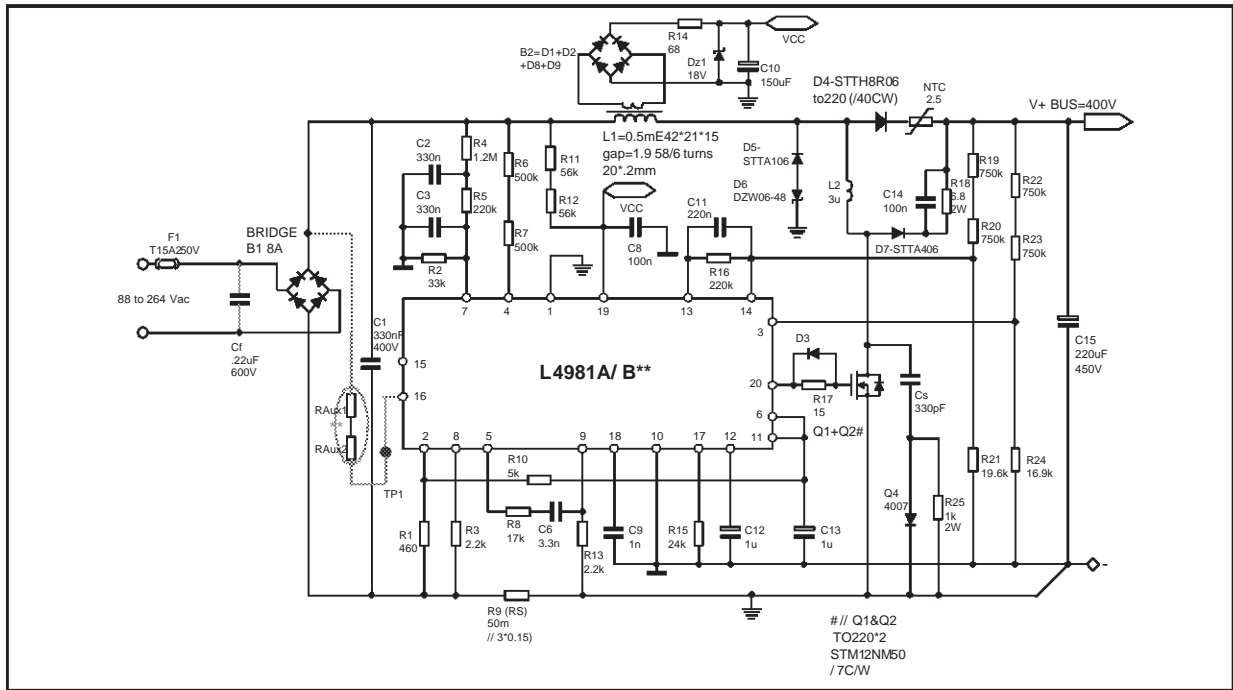 R14
68
VCC
B2=D1+D2
+D8+D9
Dz1
18V
C10
150uF
D4-STTH8R06
to220 (/40CW)
NTC
2.5
V+ BUS=400V
L1=0.5mE42*21*15
gap=1.9 58/6 turns
20*.2mm
C2
330n
R4
1.2M
R6
500k
R11
56k
D5-
STTA106
R19
750k
R22
750k
C3
330n
R5
220k
R12
56k
VCC
C11
220n
D6
DZW06-48
L2
3u
C14
100n
R18
6.8
2W
R7
500k
C8
100n
R20
750k
R23
750k
D7-STTA406
F1
T15A250V
BRIDGE
B1 8A
R2
33k
R16
220k
88 to 264 Vac
7
4
1
19
13
14
3
Cf
.22uF
600V
C1
330nF
400V
15
16
L4981A/ B**
D3
20
R17
15
6
11
Q1+Q2#
Cs
330pF
C15
220uF
450V
RAux1
**
RAux2
TP1
2
8
5
9
18
10
17
12
R10
5k
R21
19.6k
R24
16.9k
Q4
4007
R25
1k
2W
R1
460
R3
2.2k
R8
17k
C6
3.3n
R13
2.2k
C9
1n
R15
24k
C12
1u
C13
1u
-
R9 (RS)
50m
// 3*0.15)
# // Q1&Q2
TO220*2
STM12NM50
/ 7C/W